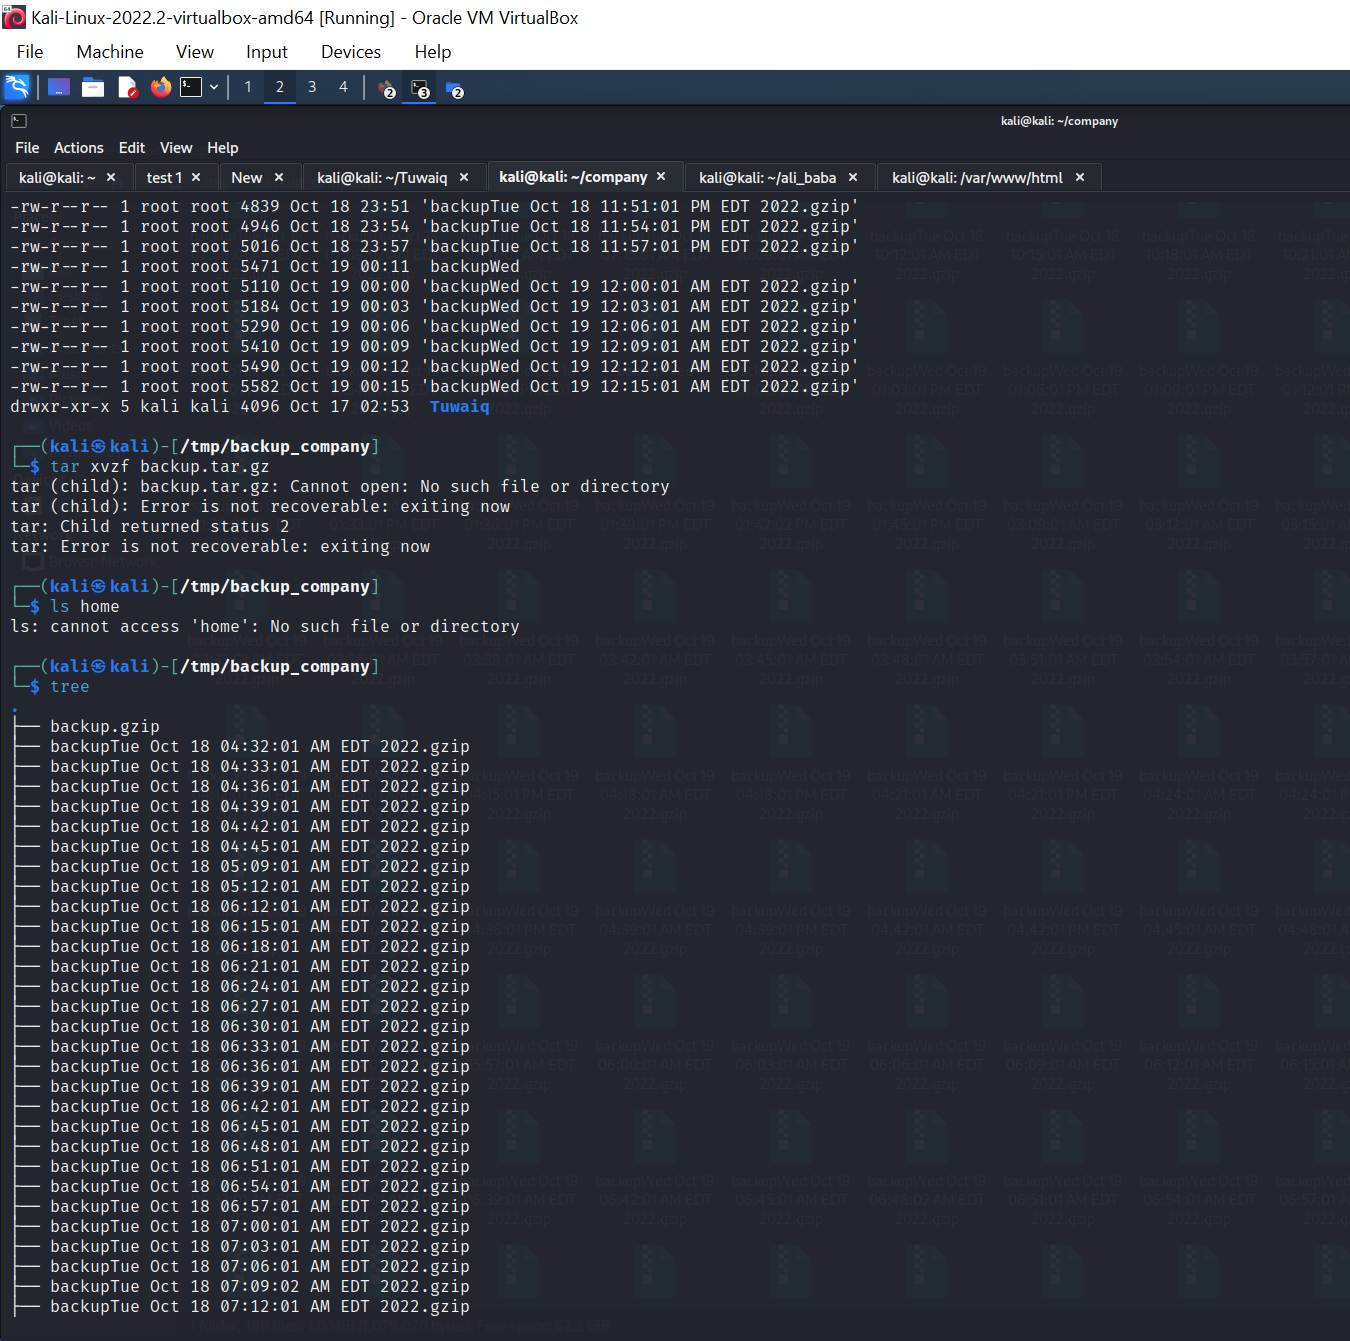 Kali-Linux-2022.2-virtualbox-amd64 [Running] - Oracle VM VirtualBox
File Machine View Input Devices Help
1 2 3 4 2 3 2
kali@kali: ~/company
File Actions Edit View Help
kali@kali: ~ × test 1 × New × kali@kali: ~/Tuwaiq × kali@kali: ~/company × kali@kali: ~/ali_baba × kali@kali: /var/www/html ×
-rw-r--r-- 1 root root 4839 Oct 18 23:51 'backupTue Oct 18 11:51:01 PM EDT 2022.gzip'
-rw-r--r-- 1 root root 4946 Oct 18 23:54 'backupTue Oct 18 11:54:01 PM EDT 2022.gzip'
-rw-r--r-- 1 root root 5016 Oct 18 23:57 'backupTue Oct 18 11:57:01 PM EDT 2022.gzip'
-rw-r--r-- 1 root root 5471 Oct 19 00:11 backupWed
-rw-r--r-- 1 root root 5110 Oct 19 00:00 'backupWed Oct 19 12:00:01 AM EDT 2022.gzip'
-rw-r--r-- 1 root root 5184 Oct 19 00:03 'backupWed Oct 19 12:03:01 AM EDT 2022.gzip'
-rw-r--r-- 1 root root 5290 Oct 19 00:06 'backupWed Oct 19 12:06:01 AM EDT 2022.gzip'
-rw-r--r-- 1 root root 5410 Oct 19 00:09 'backupWed Oct 19 12:09:01 AM EDT 2022.gzip'
-rw-r--r-- 1 root root 5490 Oct 19 00:12 'backupWed Oct 19 12:12:01 AM EDT 2022.gzip'
-rw-r--r-- 1 root root 5582 Oct 19 00:15 'backupWed Oct 19 12:15:01 AM EDT 2022.gzip'
drwxr-xr-x 5 kali kali 4096 Oct 17 02:53 Tuwaiq
┌──(kali㉿kali)-[/tmp/backup_company]
└─$ tar xvzf backup.tar.gz
tar (child): backup.tar.gz: Cannot open: No such file or directory
tar (child): Error is not recoverable: exiting now
tar: Child returned status 2
tar: Error is not recoverable: exiting now
┌──(kali㉿kali)-[/tmp/backup_company]
└─$ ls home
ls: cannot access 'home': No such file or directory
┌──(kali㉿kali)-[/tmp/backup_company]
└─$ tree
.
├── backup.gzip
├── backupTue Oct 18 04:32:01 AM EDT 2022.gzip
├── backupTue Oct 18 04:33:01 AM EDT 2022.gzip
├── backupTue Oct 18 04:36:01 AM EDT 2022.gzip
├── backupTue Oct 18 04:39:01 AM EDT 2022.gzip
├── backupTue Oct 18 04:42:01 AM EDT 2022.gzip
├── backupTue Oct 18 04:45:01 AM EDT 2022.gzip
├── backupTue Oct 18 05:09:01 AM EDT 2022.gzip
├── backupTue Oct 18 05:12:01 AM EDT 2022.gzip
├── backupTue Oct 18 06:12:01 AM EDT 2022.gzip
├── backupTue Oct 18 06:15:01 AM EDT 2022.gzip
├── backupTue Oct 18 06:18:01 AM EDT 2022.gzip
├── backupTue Oct 18 06:21:01 AM EDT 2022.gzip
├── backupTue Oct 18 06:24:01 AM EDT 2022.gzip
├── backupTue Oct 18 06:27:01 AM EDT 2022.gzip
├── backupTue Oct 18 06:30:01 AM EDT 2022.gzip
├── backupTue Oct 18 06:33:01 AM EDT 2022.gzip
├── backupTue Oct 18 06:36:01 AM EDT 2022.gzip
├── backupTue Oct 18 06:39:01 AM EDT 2022.gzip
├── backupTue Oct 18 06:42:01 AM EDT 2022.gzip
├── backupTue Oct 18 06:45:01 AM EDT 2022.gzip
├── backupTue Oct 18 06:48:01 AM EDT 2022.gzip
├── backupTue Oct 18 06:51:01 AM EDT 2022.gzip
├── backupTue Oct 18 06:54:01 AM EDT 2022.gzip
├── backupTue Oct 18 06:57:01 AM EDT 2022.gzip
├── backupTue Oct 18 07:00:01 AM EDT 2022.gzip
├── backupTue Oct 18 07:03:01 AM EDT 2022.gzip
├── backupTue Oct 18 07:06:01 AM EDT 2022.gzip
├── backupTue Oct 18 07:09:02 AM EDT 2022.gzip
├── backupTue Oct 18 07:12:01 AM EDT 2022.gzip